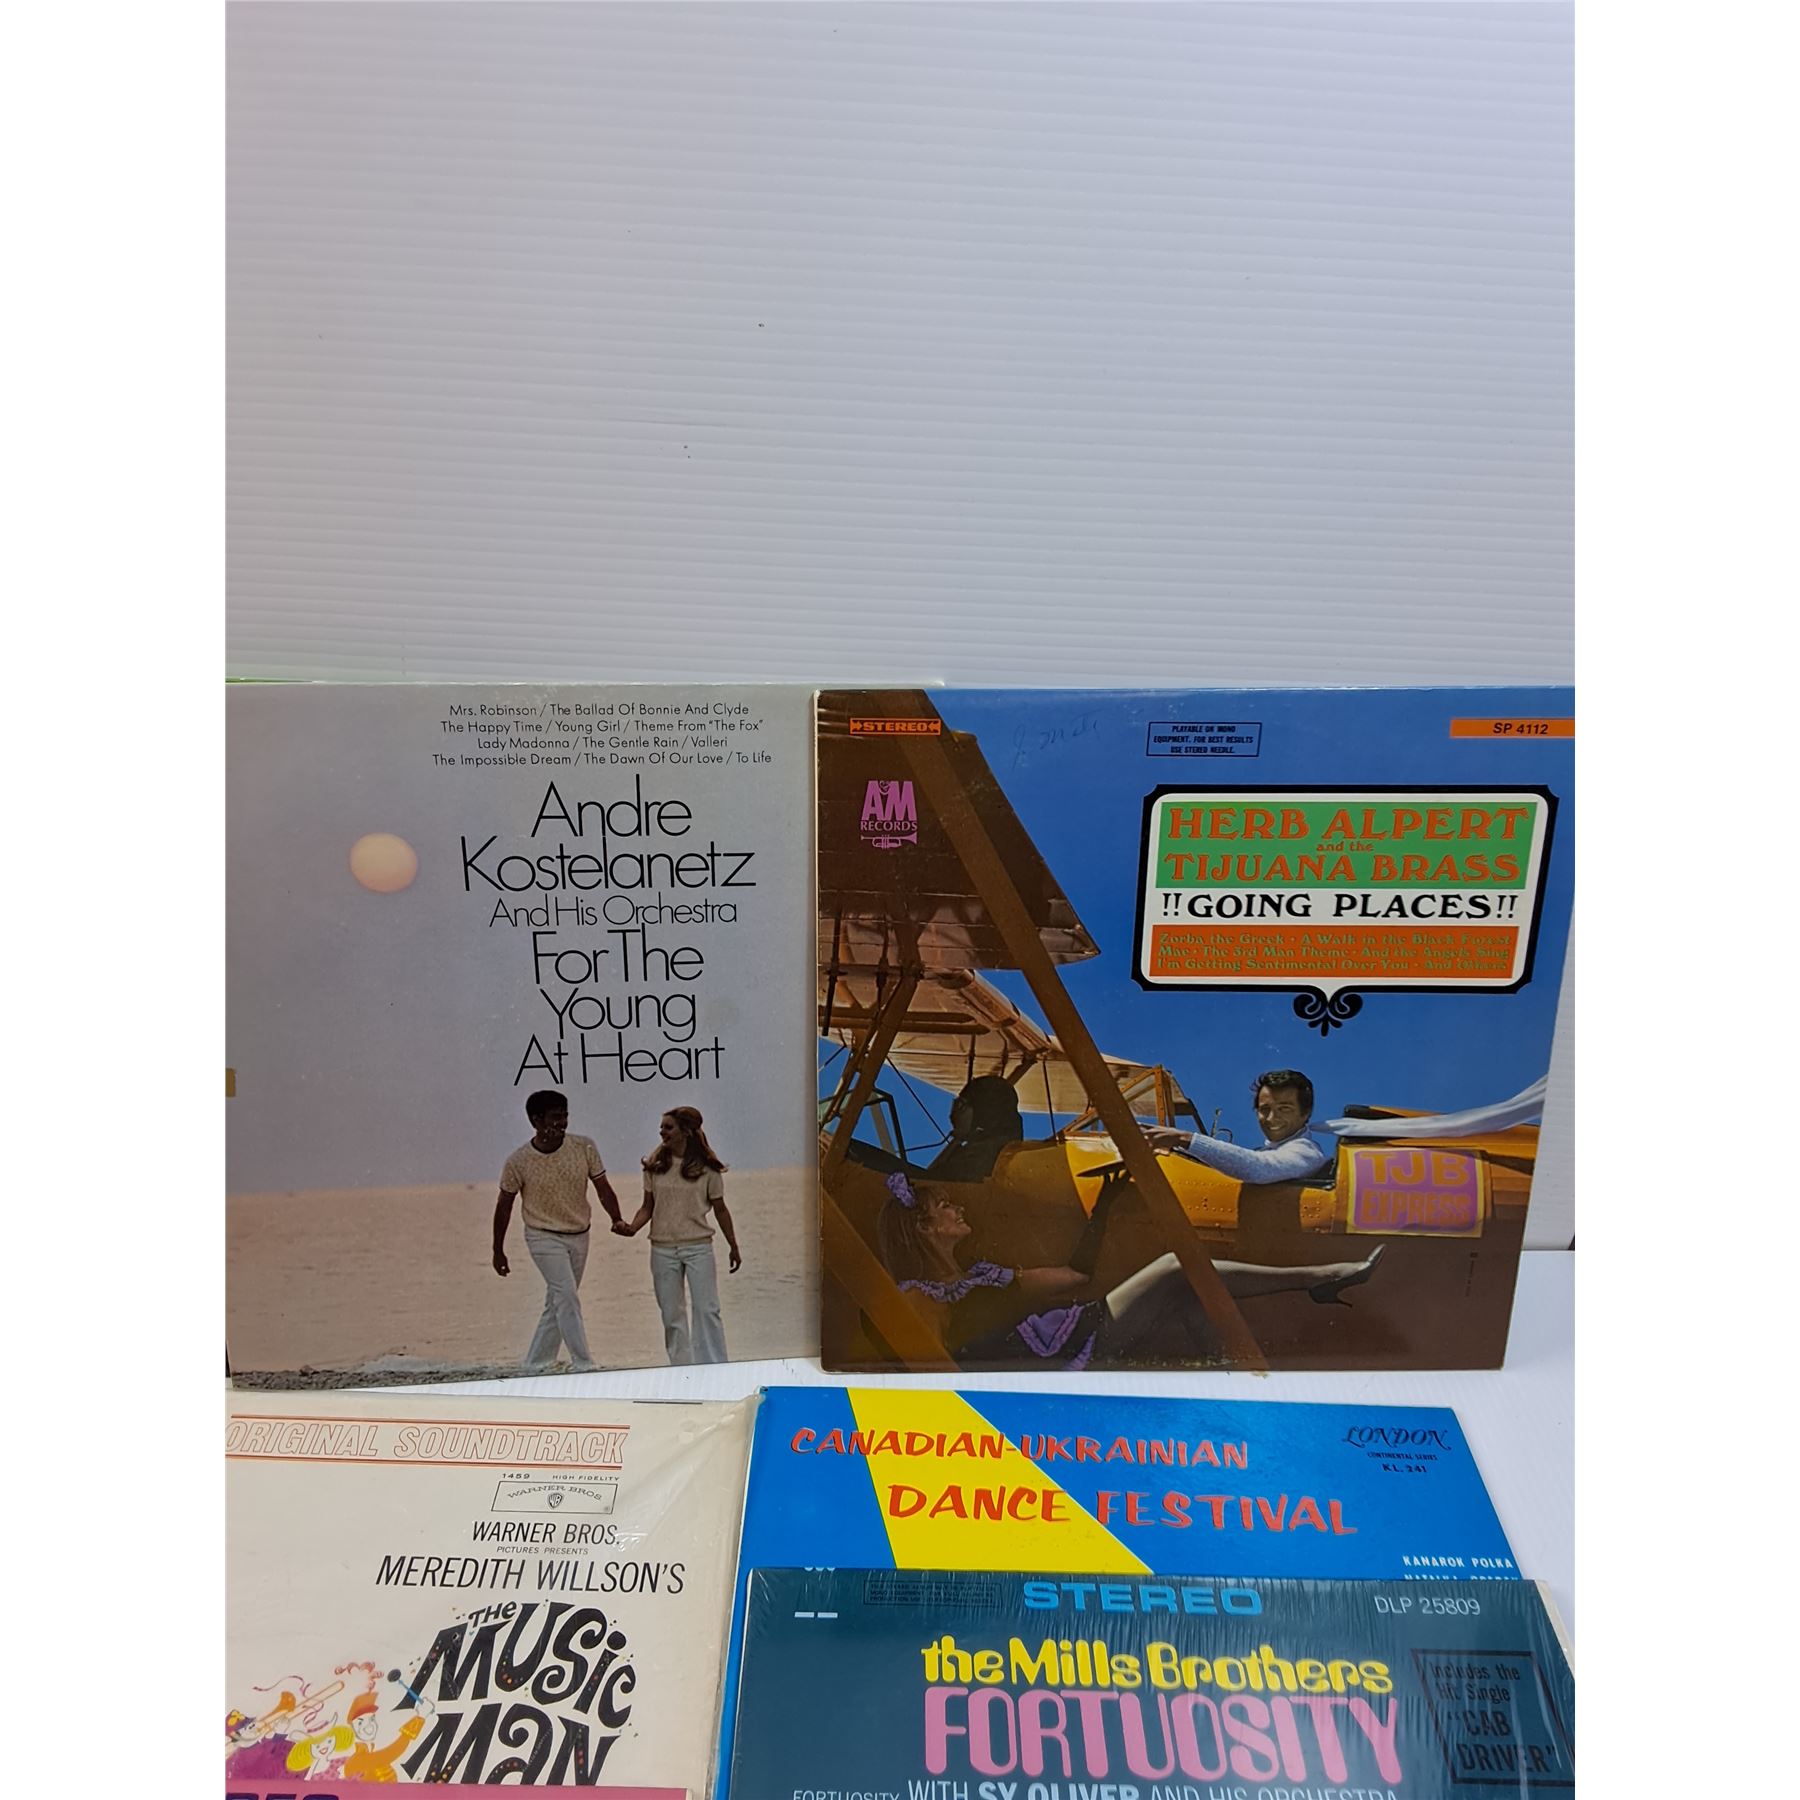 Mrs. Robinson / The Ballad Of Bonnie And Clyde
The Happy Time / Young Girl / Theme From "The Fox"
Lady Madonna / The Gentle Rain / Valleri
The Impossible Dream / The Dawn Of Our Love / To Life
Andre
Kostelanetz
And His Orchestra
For The
Young
At Heart
STEREO
PLAYABLE ON MONO
EQUIPMENT. FOR BEST RESULTS
USE STEREO NEEDLE.
SP 4112
A&M
RECORDS
HERB ALPERT
and the
TIJUANA BRASS
!!GOING PLACES!!
Zorba the Greek • A Walk in the Black Forest
Mae • The 3rd Man Theme • And the Angels Sing
I'm Getting Sentimental Over You • And Others
TJB
EXPRESS
ORIGINAL SOUNDTRACK
1459 HIGH FIDELITY
WARNER BROS
WB
WARNER BROS.
PICTURES PRESENTS
MEREDITH WILLSON'S
THE
MUSIC
MAN
CANADIAN-UKRAINIAN
DANCE FESTIVAL
LONDON
CONTINENTAL SERIES
KL.241
KANAROK POLKA
STEREO
DLP 25809
the Mills Brothers
FORTUOSITY
Includes the
Hit Single
"CAB
DRIVER"
FORTUOSITY WITH SY OLIVER AND HIS ORCHESTRA